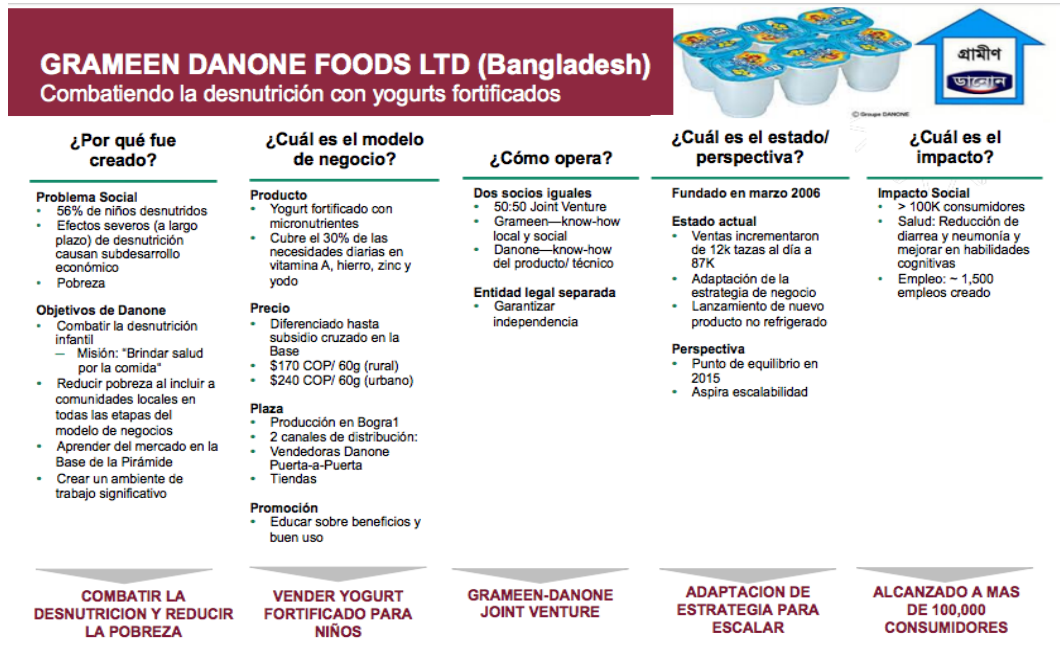 GRAMEEN DANONE FOODS LTD (Bangladesh)
Combatiendo la desnutrición con yogurts fortificados
© Groupe DANONE
গ্রামীণ
ডানোন
¿Por qué fue
creado?
Problema Social
• 56% de niños desnutridos
• Efectos severos (a largo
plazo) de desnutrición
causan subdesarrollo
económico
• Pobreza
Objetivos de Danone
• Combatir la desnutrición
infantil
– Misión: "Brindar salud
por la comida"
• Reducir pobreza al incluir a
comunidades locales en
todas las etapas del
modelo de negocios
• Aprender del mercado en la
Base de la Pirámide
• Crear un ambiente de
trabajo significativo
COMBATIR LA
DESNUTRICION Y REDUCIR
LA POBREZA
¿Cuál es el modelo
de negocio?
Producto
• Yogurt fortificado con
micronutrientes
• Cubre el 30% de las
necesidades diarias en
vitamina A, hierro, zinc y
yodo
Precio
• Diferenciado hasta
subsidio cruzado en la
Base
• $170 COP/ 60g (rural)
• $240 COP/ 60g (urbano)
Plaza
• Producción en Bogra1
• 2 canales de distribución:
• Vendedoras Danone
Puerta-a-Puerta
• Tiendas
Promoción
• Educar sobre beneficios y
buen uso
VENDER YOGURT
FORTIFICADO PARA
NIÑOS
¿Cómo opera?
Dos socios iguales
• 50:50 Joint Venture
• Grameen—know-how
local y social
• Danone—know-how
del producto/ técnico
Entidad legal separada
• Garantizar
independencia
GRAMEEN-DANONE
JOINT VENTURE
¿Cuál es el estado/
perspectiva?
Fundado en marzo 2006
Estado actual
• Ventas incrementaron
de 12k tazas al día a
87K
• Adaptación de la
estrategia de negocio
• Lanzamiento de nuevo
producto no refrigerado
Perspectiva
• Punto de equilibrio en
2015
• Aspira escalabilidad
ADAPTACION DE
ESTRATEGIA PARA
ESCALAR
¿Cuál es el
impacto?
Impacto Social
• > 100K consumidores
• Salud: Reducción de
diarrea y neumonía y
mejorar en habilidades
cognitivas
• Empleo: ~ 1,500
empleos creado
ALCANZADO A MAS
DE 100,000
CONSUMIDORES